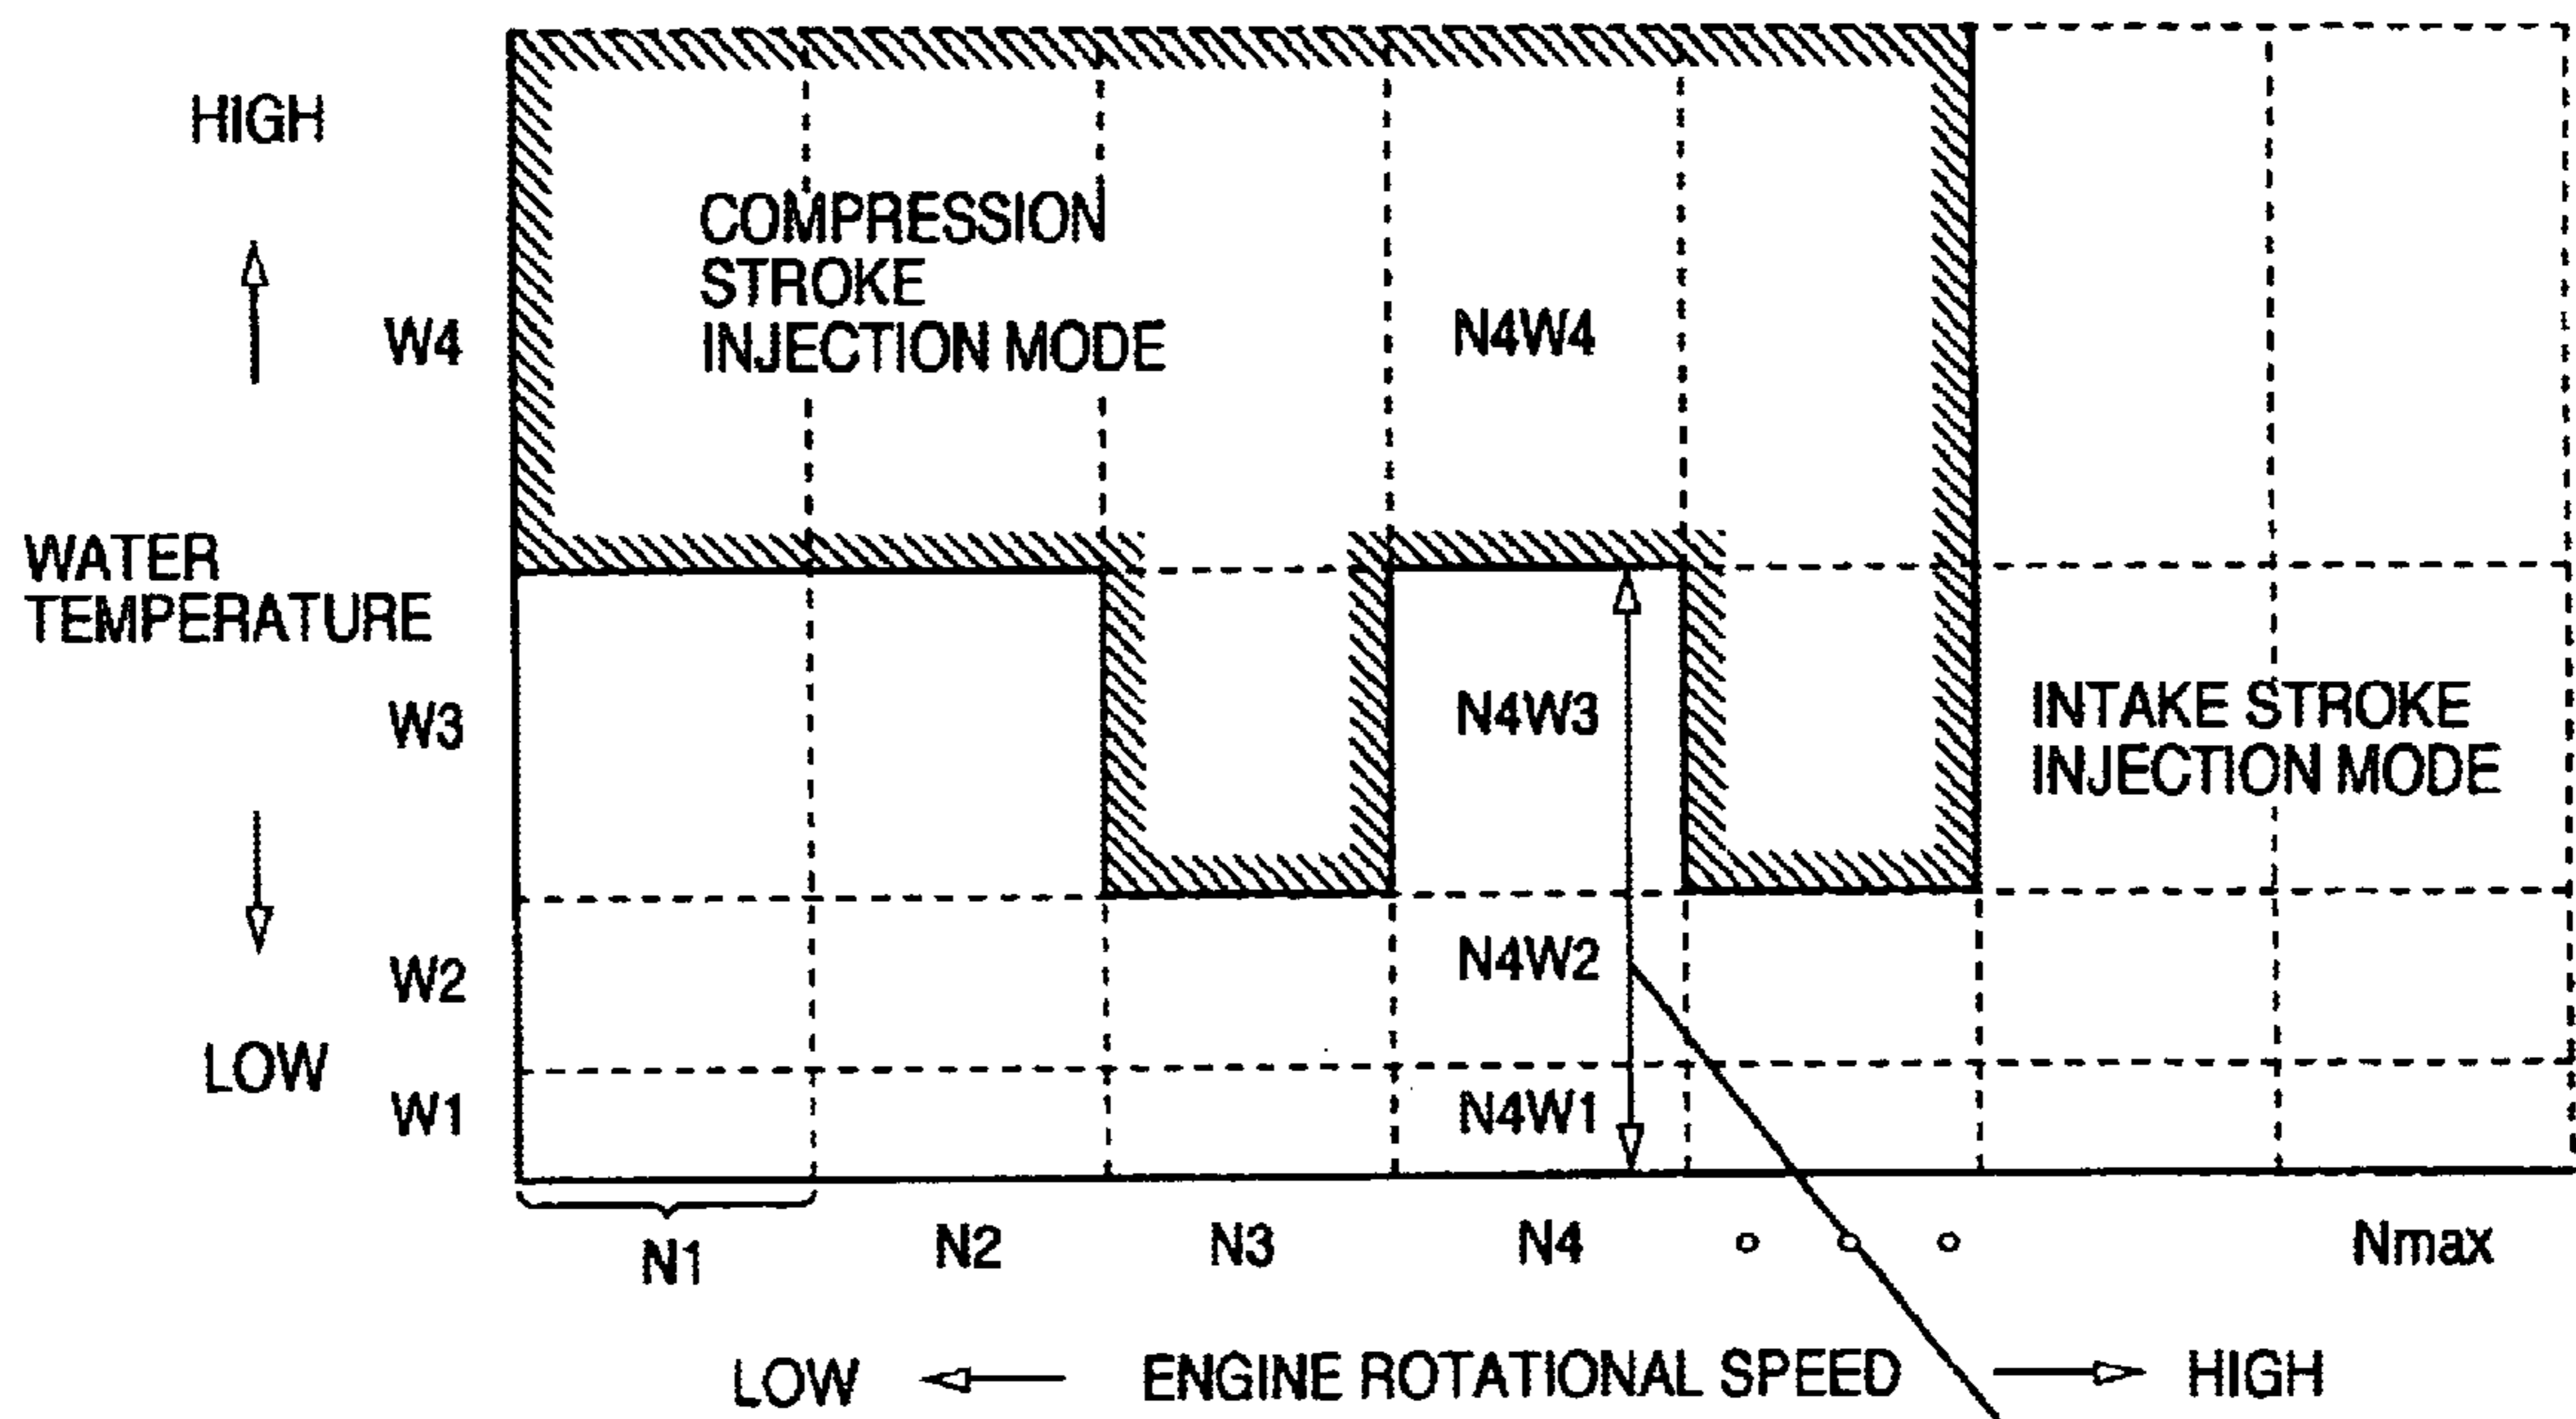 HIGH
COMPRESSION
STROKE
INJECTION MODE
W4
N4W4
WATER
TEMPERATURE
W3
N4W3
INTAKE STROKE
INJECTION MODE
W2
N4W2
LOW
W1
N4W1
N1
N2
N3
N4
Nmax
LOW
ENGINE ROTATIONAL SPEED
HIGH